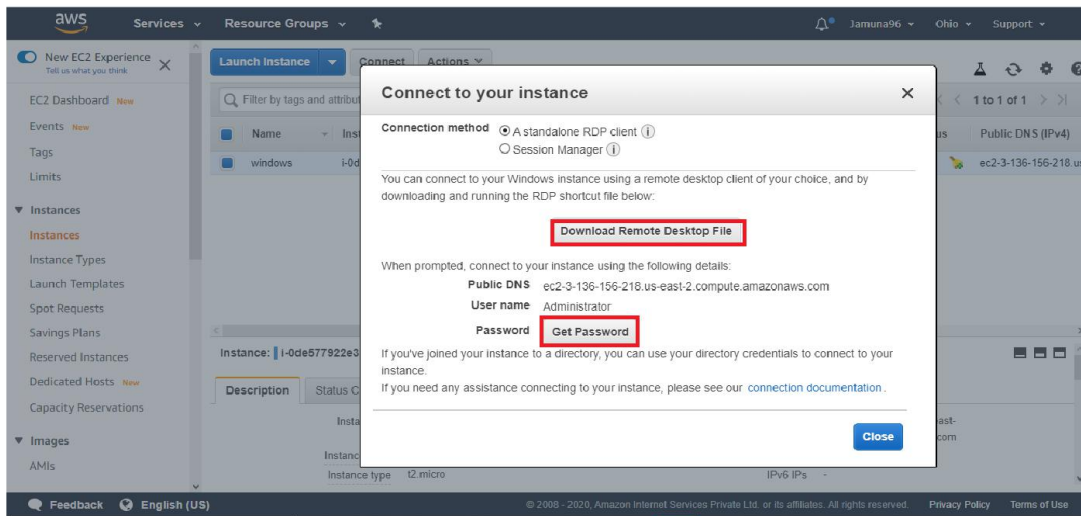 aws Services Resource Groups Jamuna96 Ohio Support
New EC2 Experience
Tell us what you think
EC2 Dashboard New
Events New
Tags
Limits
Instances
Instances
Instance Types
Launch Templates
Spot Requests
Savings Plans
Reserved Instances
Dedicated Hosts New
Capacity Reservations
Images
AMIs
Launch Instance Connect Actions
Filter by tags and attribut
1 to 1 of 1
Name Inst us Public DNS (IPv4)
windows i-0d ec2-3-136-156-218.us
Connect to your instance
Connection method A standalone RDP client
Session Manager
You can connect to your Windows instance using a remote desktop client of your choice, and by
downloading and running the RDP shortcut file below:
Download Remote Desktop File
When prompted, connect to your instance using the following details:
Public DNS ec2-3-136-156-218.us-east-2.compute.amazonaws.com
User name Administrator
Password Get Password
If you've joined your instance to a directory, you can use your directory credentials to connect to your
instance.
If you need any assistance connecting to your instance, please see our connection documentation.
Close
Instance: i-0de577922e3
Description Status C
Insta ast-
com
Instanc
Instance type t2.micro IPv6 IPs -
Feedback English (US) © 2008 - 2020, Amazon Internet Services Private Ltd. or its affiliates. All rights reserved. Privacy Policy Terms of Use